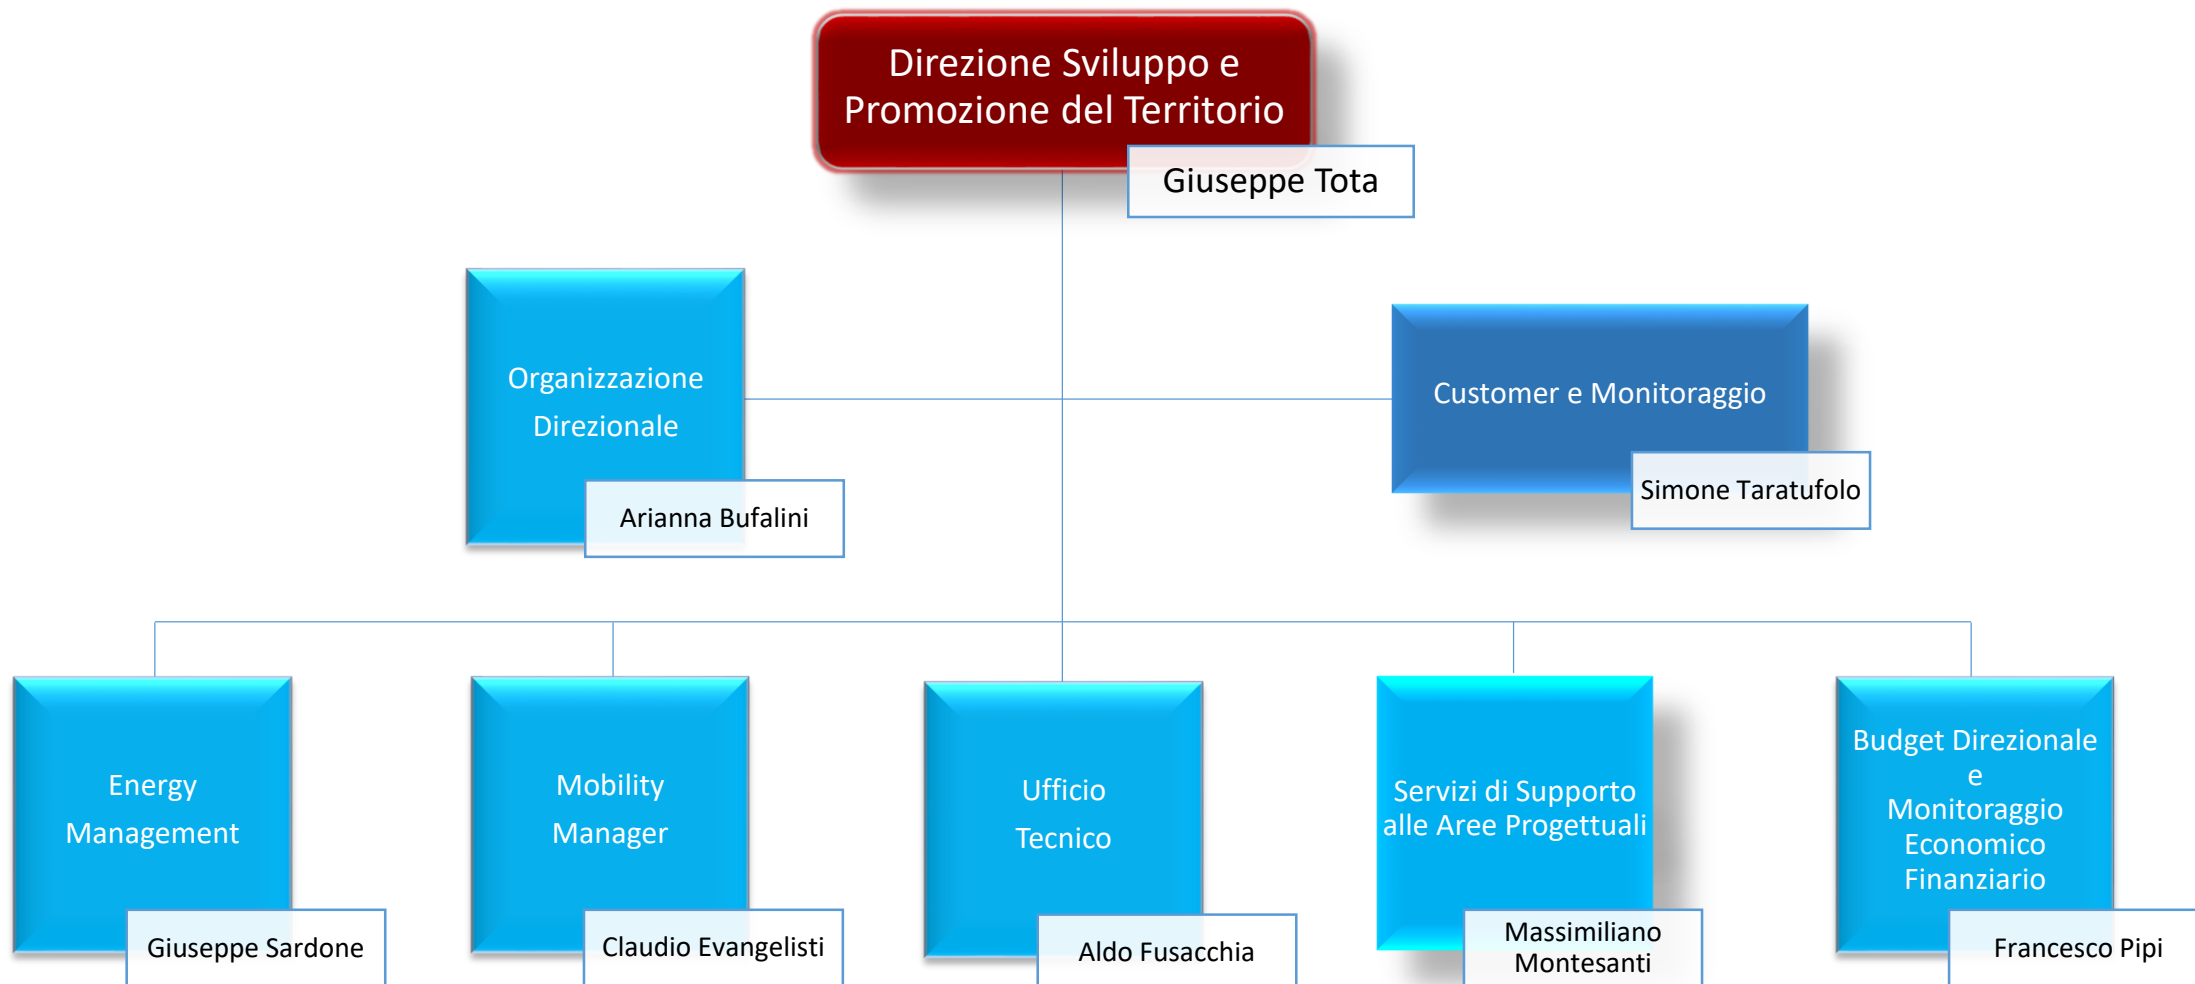 Direzione Sviluppo e
Promozione del Territorio
Giuseppe Tota
Organizzazione
Direzionale
Arianna Bufalini
Customer e Monitoraggio
Simone Taratufolo
Energy
Management
Giuseppe Sardone
Mobility
Manager
Claudio Evangelisti
Ufficio
Tecnico
Aldo Fusacchia
Servizi di Supporto
alle Aree Progettuali
Massimiliano
Montesanti
Budget Direzionale
e
Monitoraggio
Economico
Finanziario
Francesco Pipi